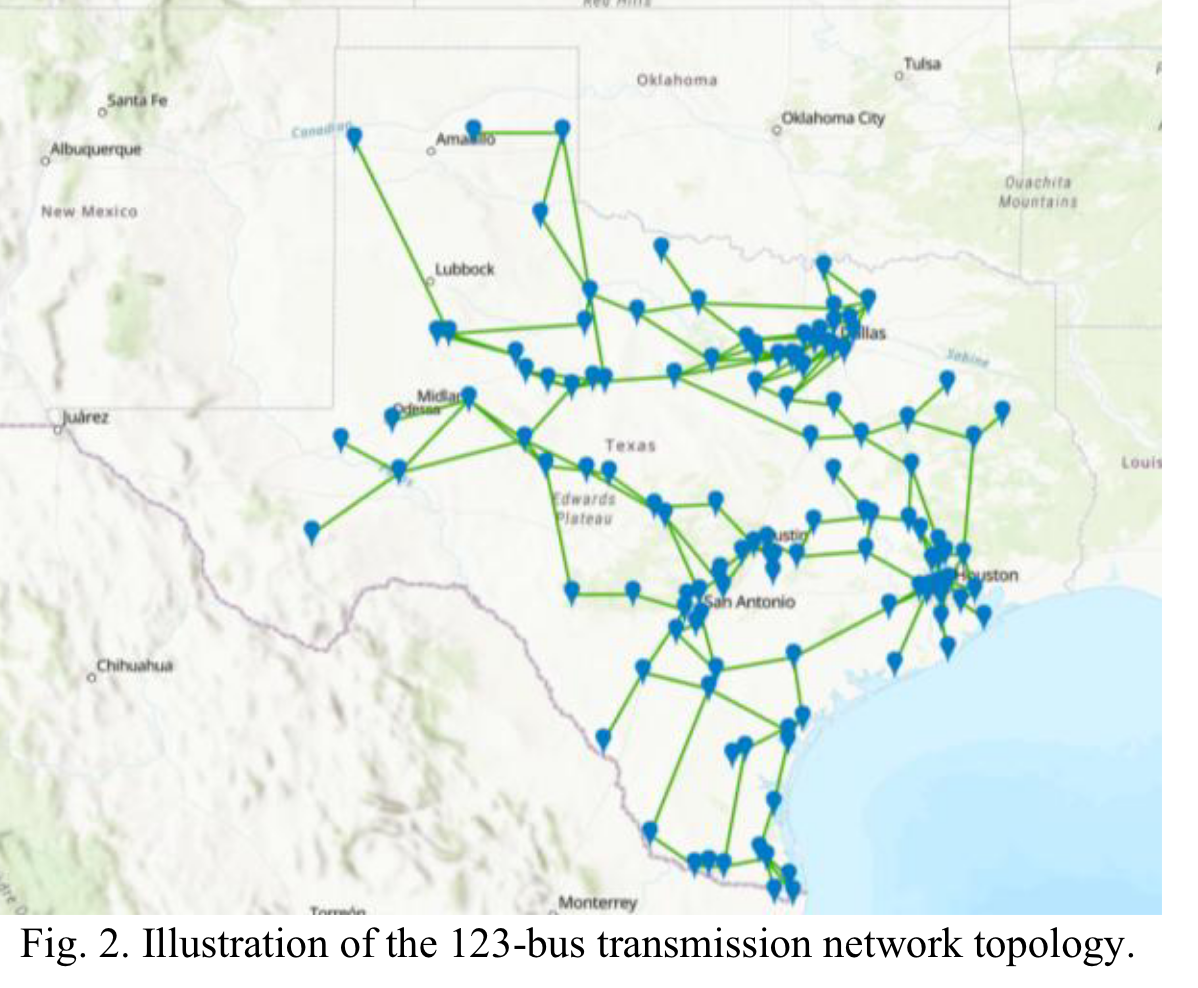 Red Hills
Tulsa
Oklahoma
Santa Fe
Oklahoma City
Canadian
Amarillo
Albuquerque
Ouachita
Mountains
New Mexico
Lubbock
Dallas
Sabine
Midlan
Odessa
Juárez
Texas
Louis
Edwards
Plateau
ustin
Houston
San Antonio
Chihuahua
Monterrey
Torreón
Fig. 2. Illustration of the 123-bus transmission network topology.